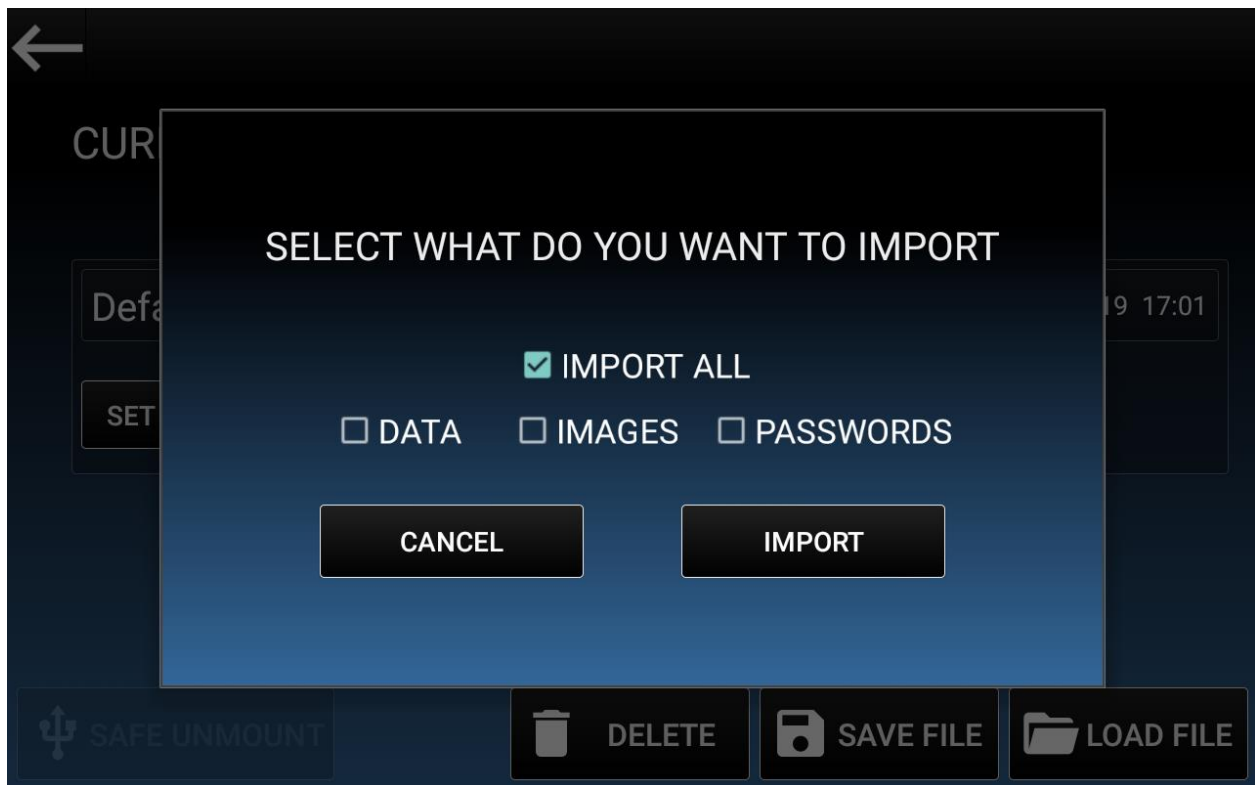 CUR
SELECT WHAT DO YOU WANT TO IMPORT
Defa
19 17:01
IMPORT ALL
SET
DATA IMAGES PASSWORDS
CANCEL IMPORT
SAFE UNMOUNT DELETE SAVE FILE LOAD FILE